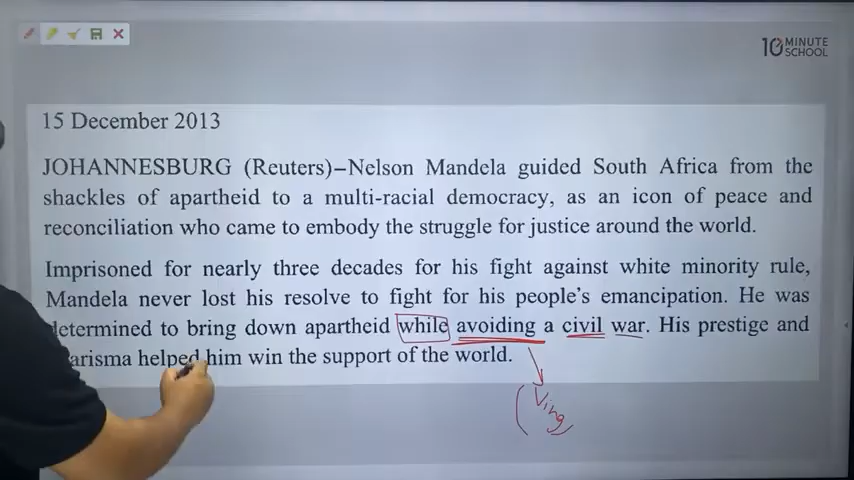 10 MINUTE
SCHOOL
15 December 2013
JOHANNESBURG (Reuters)–Nelson Mandela guided South Africa from the
shackles of apartheid to a multi-racial democracy, as an icon of peace and
reconciliation who came to embody the struggle for justice around the world.
Imprisoned for nearly three decades for his fight against white minority rule,
Mandela never lost his resolve to fight for his people's emancipation. He was
determined to bring down apartheid while avoiding a civil war. His prestige and
charisma helped him win the support of the world.
(Ving)